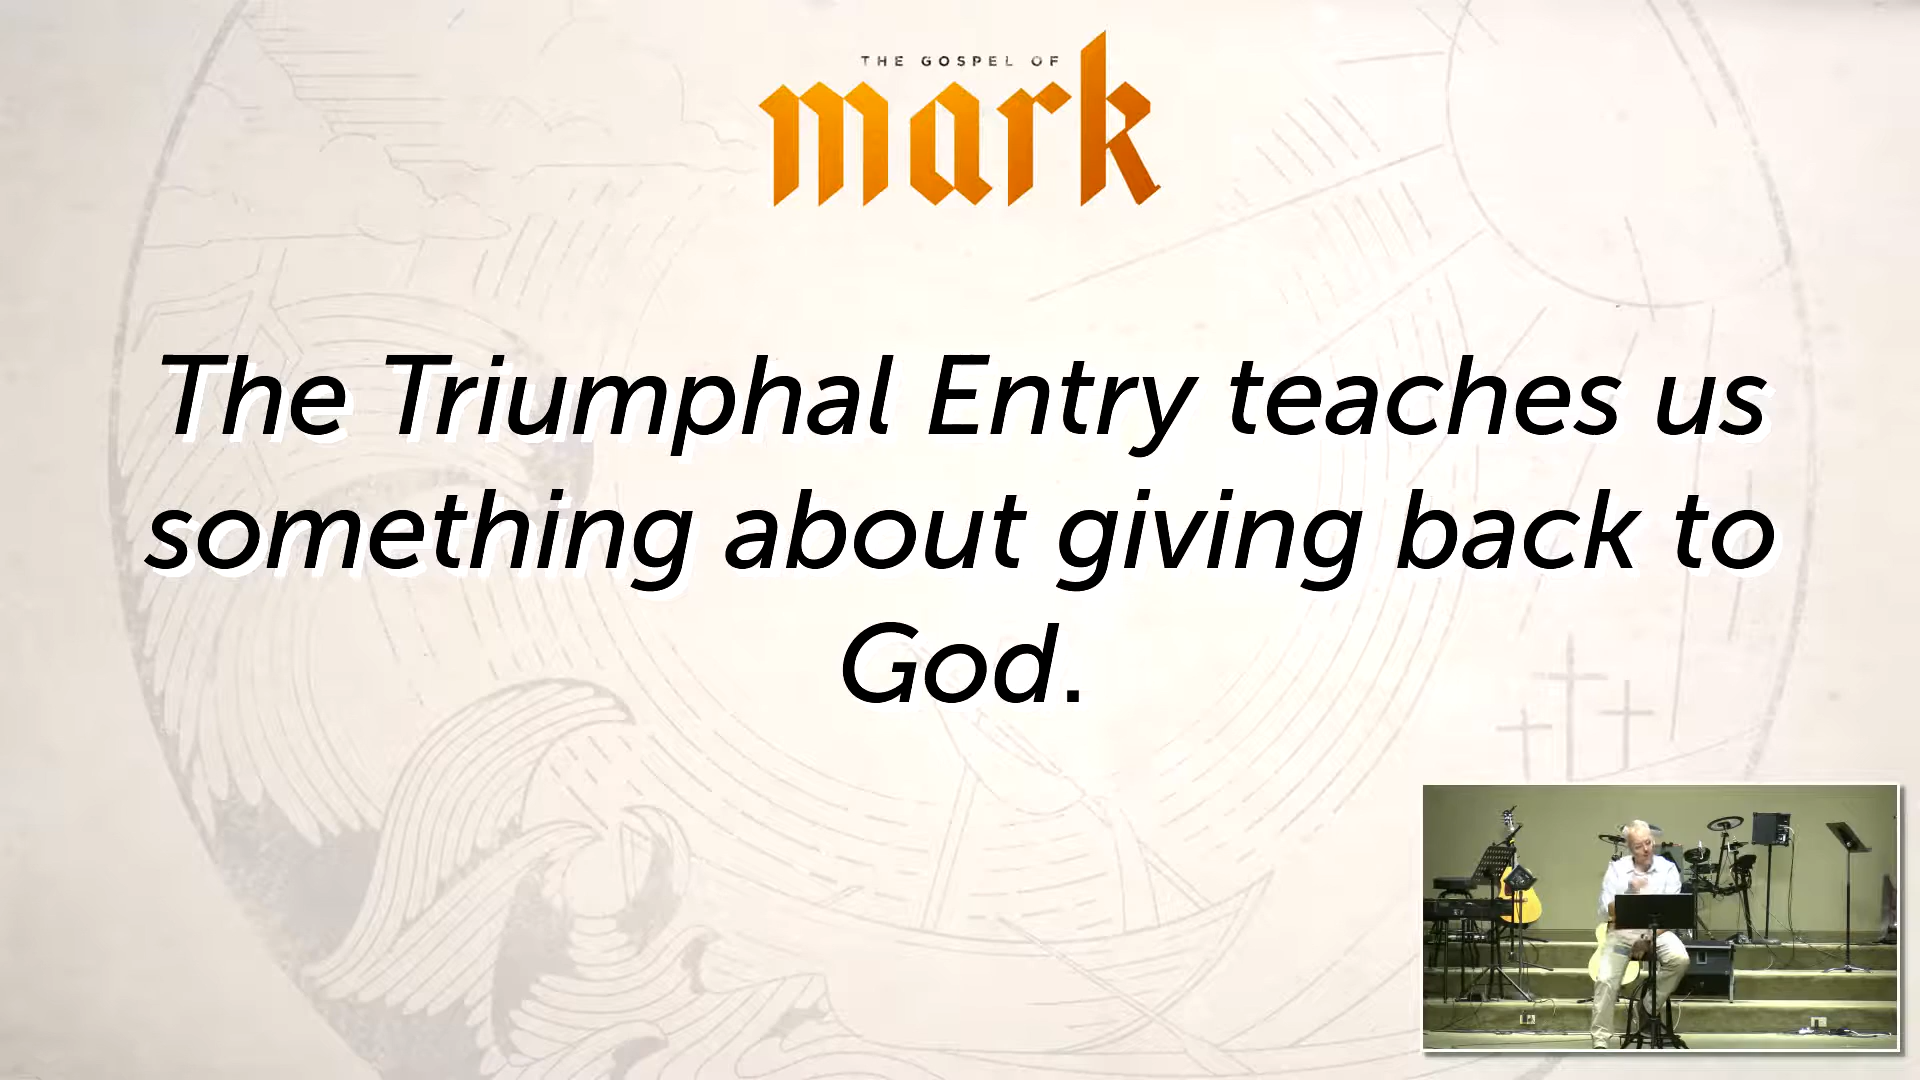 THE GOSPEL OF
mark
The Triumphal Entry teaches us
something about giving back to
God.